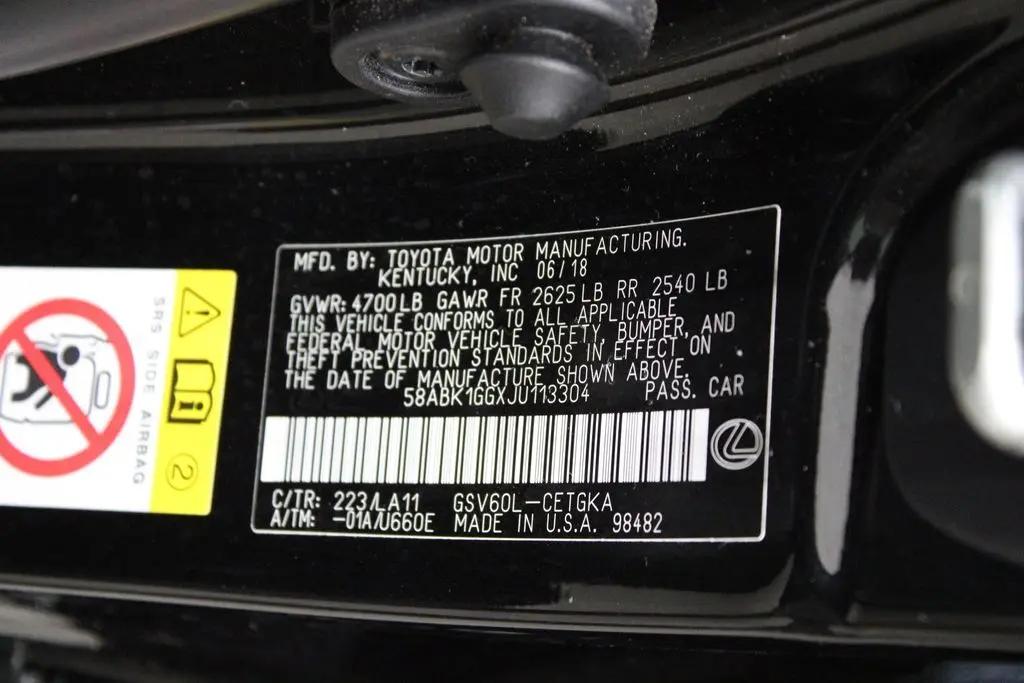 MFD. BY: TOYOTA MOTOR MANUFACTURING.
KENTUCKY, INC 06/18
GVWR: 4700LB GAWR FR 2625LB RR 2540 LB
THIS VEHICLE CONFORMS TO ALL APPLICABLE
FEDERAL MOTOR VEHICLE SAFETY, BUMPER, AND
THEFT PREVENTION STANDARDS IN EFFECT ON
THE DATE OF MANUFACTURE SHOWN ABOVE.
58ABK1GGXJU113304 PASS. CAR
C/TR: 223/LA11 GSV60L-CETGKA
A/TM: -01A/U660E MADE IN U.S.A. 98482
SRS SIDE AIRBAG
2